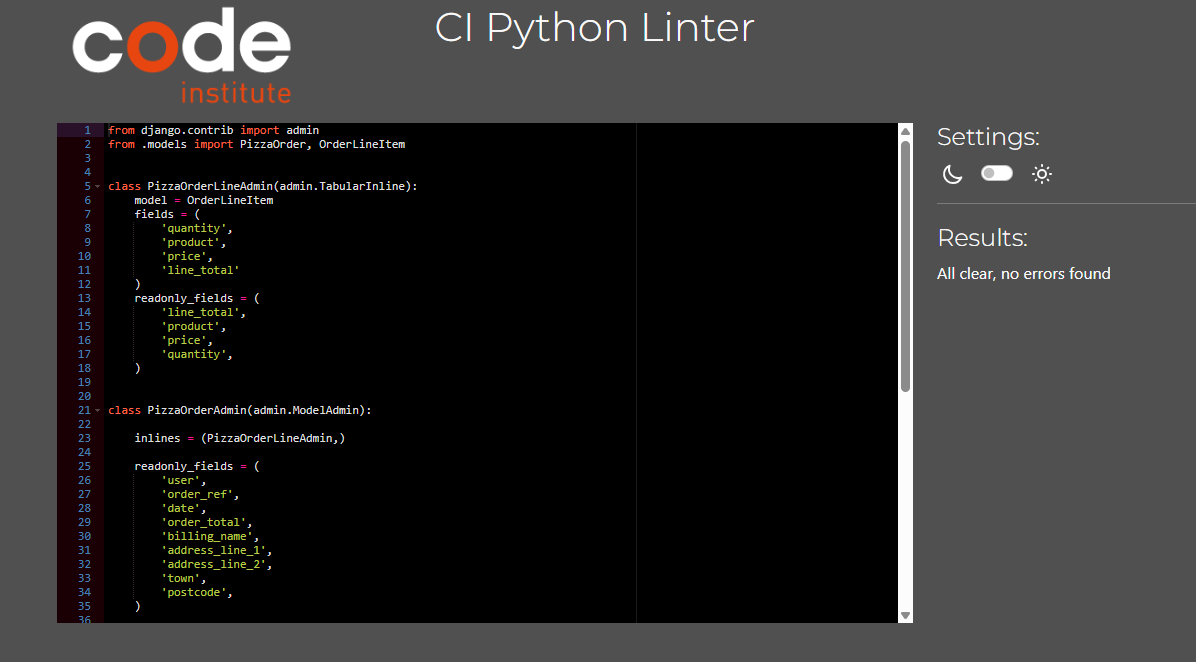 code
institute
CI Python Linter
1 from django.contrib import admin
2 from .models import PizzaOrder, OrderLineItem
3
4
5 class PizzaOrderLineAdmin(admin.TabularInline):
6     model = OrderLineItem
7     fields = (
8         'quantity',
9         'product',
10         'price',
11         'line_total'
12     )
13     readonly_fields = (
14         'line_total',
15         'product',
16         'price',
17         'quantity',
18     )
19
20
21 class PizzaOrderAdmin(admin.ModelAdmin):
22
23     inlines = (PizzaOrderLineAdmin,)
24
25     readonly_fields = (
26         'user',
27         'order_ref',
28         'date',
29         'order_total',
30         'billing_name',
31         'address_line_1',
32         'address_line_2',
33         'town',
34         'postcode',
35     )
36
Settings:
Results:
All clear, no errors found